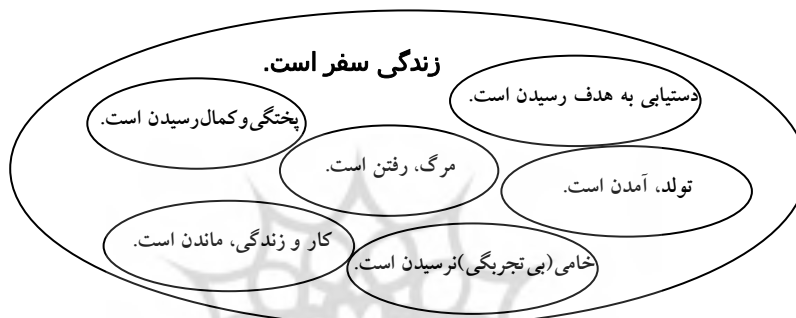 زندگی سفر است.
دستیابی به هدف رسیدن است.
پختگی‌وکمال‌رسیدن است.
مرگ، رفتن است.
تولد، آمدن است.
کار و زندگی، ماندن است.
خامی(بی‌تجربگی)نرسیدن است.